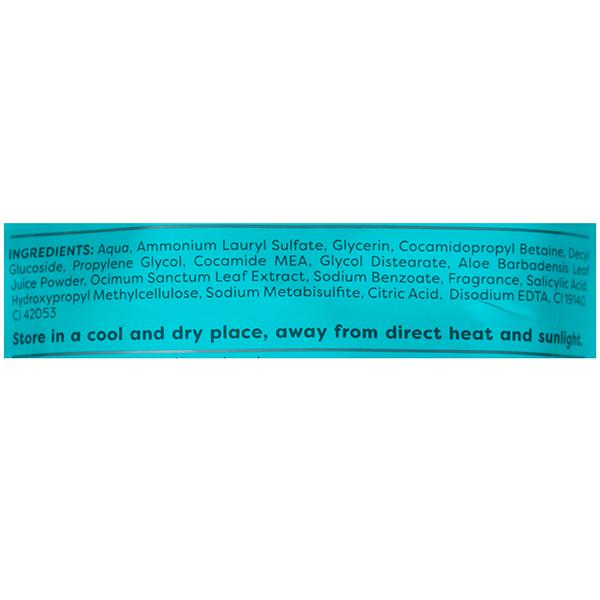 INGREDIENTS: Aqua, Ammonium Lauryl Sulfate, Glycerin, Cocamidopropyl Betaine, Decyl
Glucoside, Propylene Glycol, Cocamide MEA, Glycol Distearate, Aloe Barbadensis Leaf
Juice Powder, Ocimum Sanctum Leaf Extract, Sodium Benzoate, Fragrance, Salicylic Acid,
Hydroxypropyl Methylcellulose, Sodium Metabisulfite, Citric Acid, Disodium EDTA, CI 19140,
CI 42053
Store in a cool and dry place, away from direct heat and sunlight.